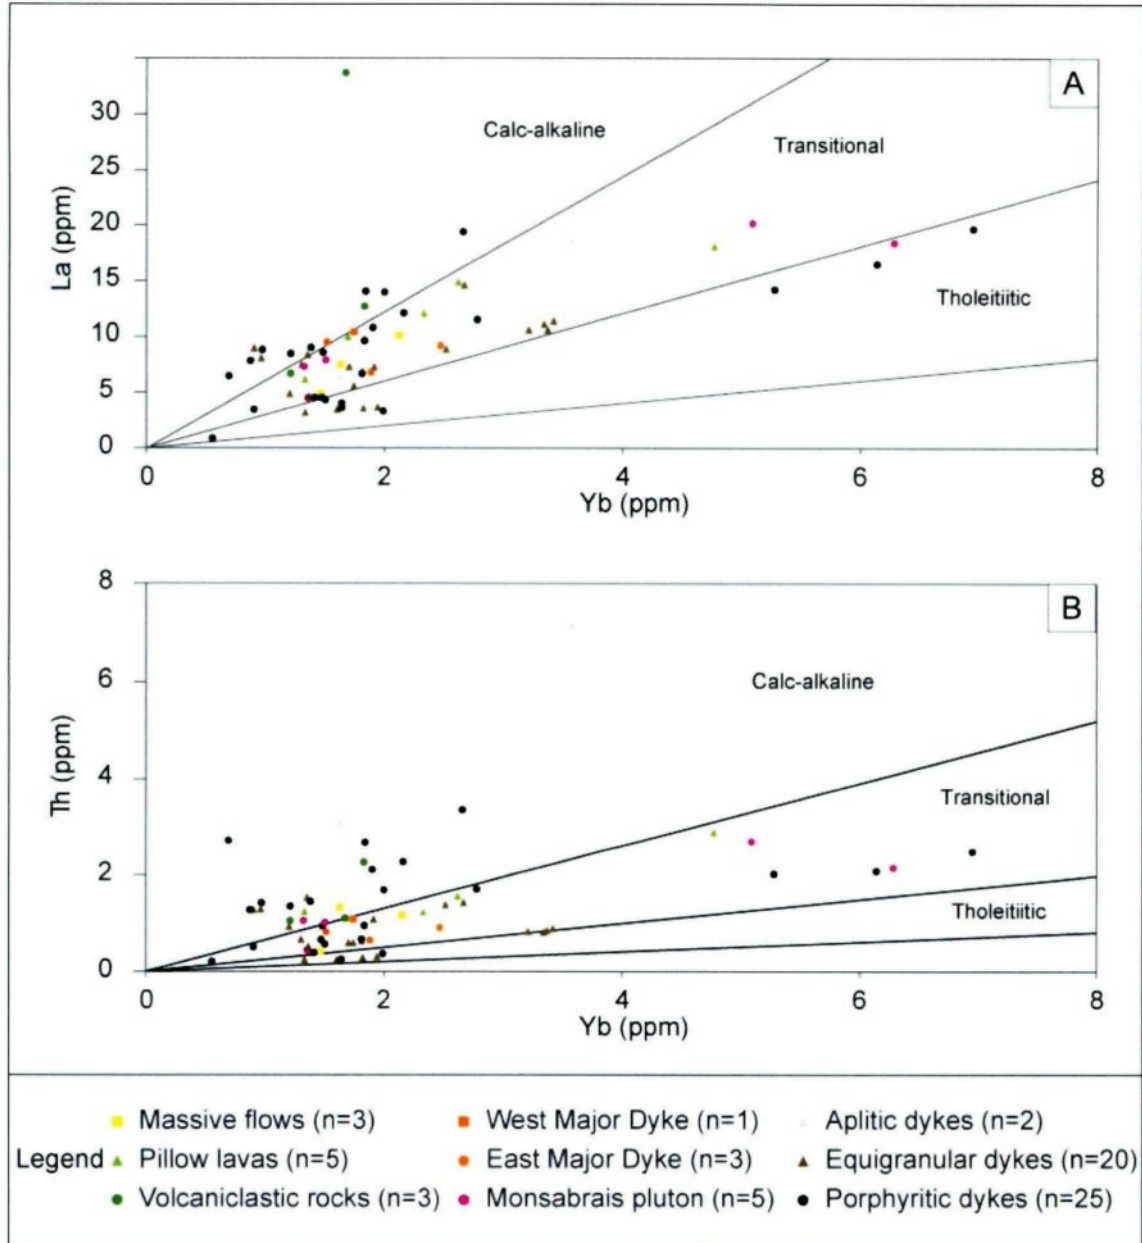 A
30
25
20
15
10
5
0
La (ppm)
Calc-alkaline
Transitional
Tholeitiitic
0 2 4 6 8
Yb (ppm)
B
8
6
4
2
0
Th (ppm)
Calc-alkaline
Transitional
Tholeitiitic
0 2 4 6 8
Yb (ppm)
Legend
Massive flows (n=3)
Pillow lavas (n=5)
Volcaniclastic rocks (n=3)
West Major Dyke (n=1)
East Major Dyke (n=3)
Monsabrais pluton (n=5)
Aplitic dykes (n=2)
Equigranular dykes (n=20)
Porphyritic dykes (n=25)